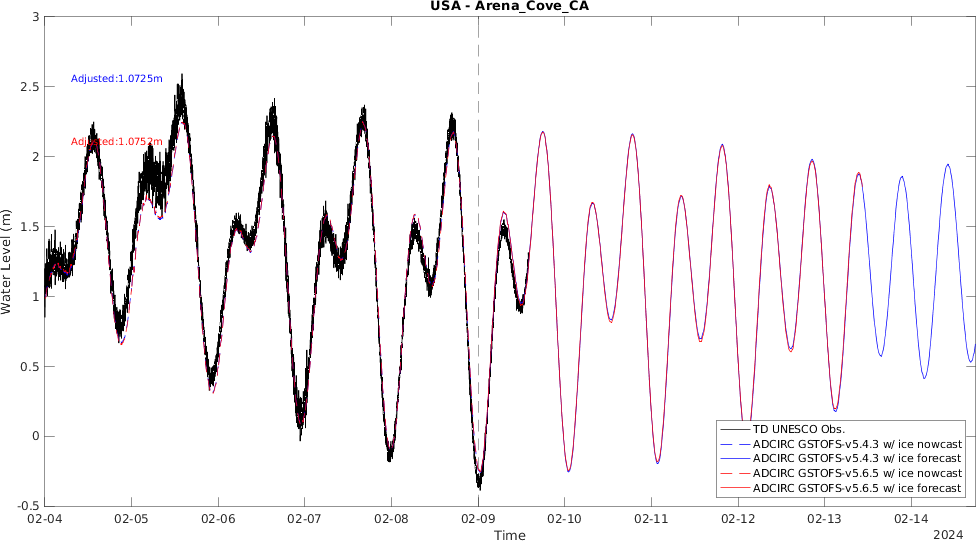 USA - Arena_Cove_CA
3
2.5
2
1.5
1
0.5
0
-0.5
Water Level (m)
Adjusted:1.0725m
Adjusted:1.0752m
TD UNESCO Obs.
ADCIRC GSTOFS-v5.4.3 w/ ice nowcast
ADCIRC GSTOFS-v5.4.3 w/ ice forecast
ADCIRC GSTOFS-v5.6.5 w/ ice nowcast
ADCIRC GSTOFS-v5.6.5 w/ ice forecast
02-04 02-05 02-06 02-07 02-08 02-09 02-10 02-11 02-12 02-13 02-14
Time
2024